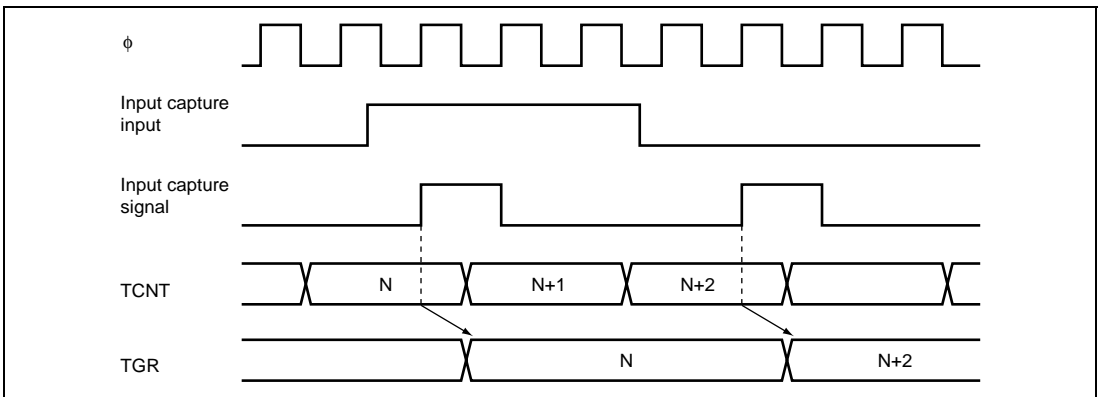 φ
Input capture
input
Input capture
signal
TCNT N N+1 N+2
TGR N N+2